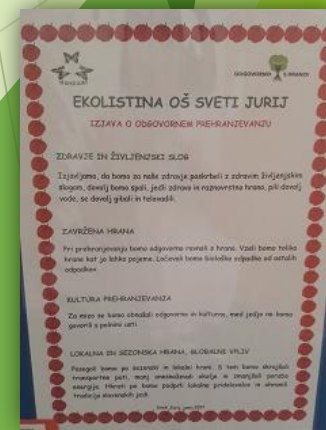 EKOLISTINA OŠ SVETI JURIJ
IZJAVA O ODGOVORNEM PREHRANJEVANJU
ZDRAVJE IN ŽIVLJENJSKI SLOG
Izjavljamo, da bomo za naše zdravje poskrbeli z zdravim življenjskim
slogom, dovolj bomo spali, jedli zdravo in raznovrstno hrano, pili dovolj
vode, se dovolj gibali in telovadili.
ZAVRŽENA HRANA
Pri prehranjevanju bomo odgovorno ravnali s hrano. Vzeli bomo toliko
hrane kot je lahko pojemo. Ločevali bomo biološke odpadke od ostalih
odpadkov.
KULTURA PREHRANJEVANJA
Za mizo se bomo obnašali odgovorno in kulturno, med jedjo ne bomo
govorili s polnimi usti.
LOKALNA IN SEZONSKA HRANA, GLOBALNI VPLIV
Posegali bomo po sezonski in lokalni hrani. S tem bomo skrajšali
transportne poti, manj onesnaževali okolje in zmanjšali porabo
energije. Hkrati pa bomo podprli lokalne pridelovalce in ohranili
tradicijo slovenskih jedi.